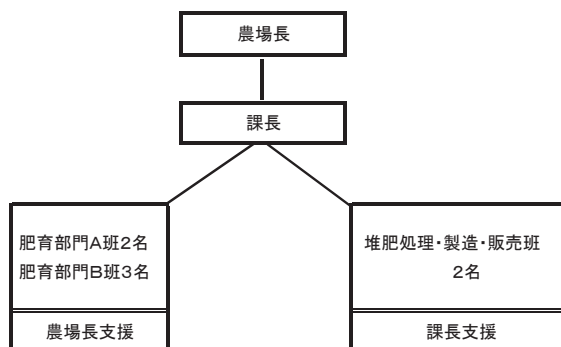 農場長
課長
肥育部門A班2名
肥育部門B班3名
農場長支援
堆肥処理・製造・販売班
2名
課長支援